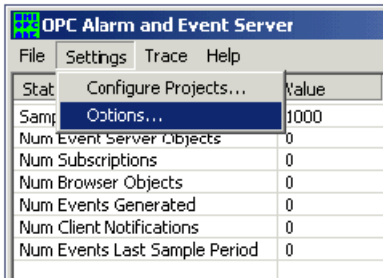 OPC Alarm and Event Server
File Settings Trace Help
Configure Projects...
Options...
Stat Value
Samp 1000
Num Event Server Objects 0
Num Subscriptions 0
Num Browser Objects 0
Num Events Generated 0
Num Client Notifications 0
Num Events Last Sample Period 0